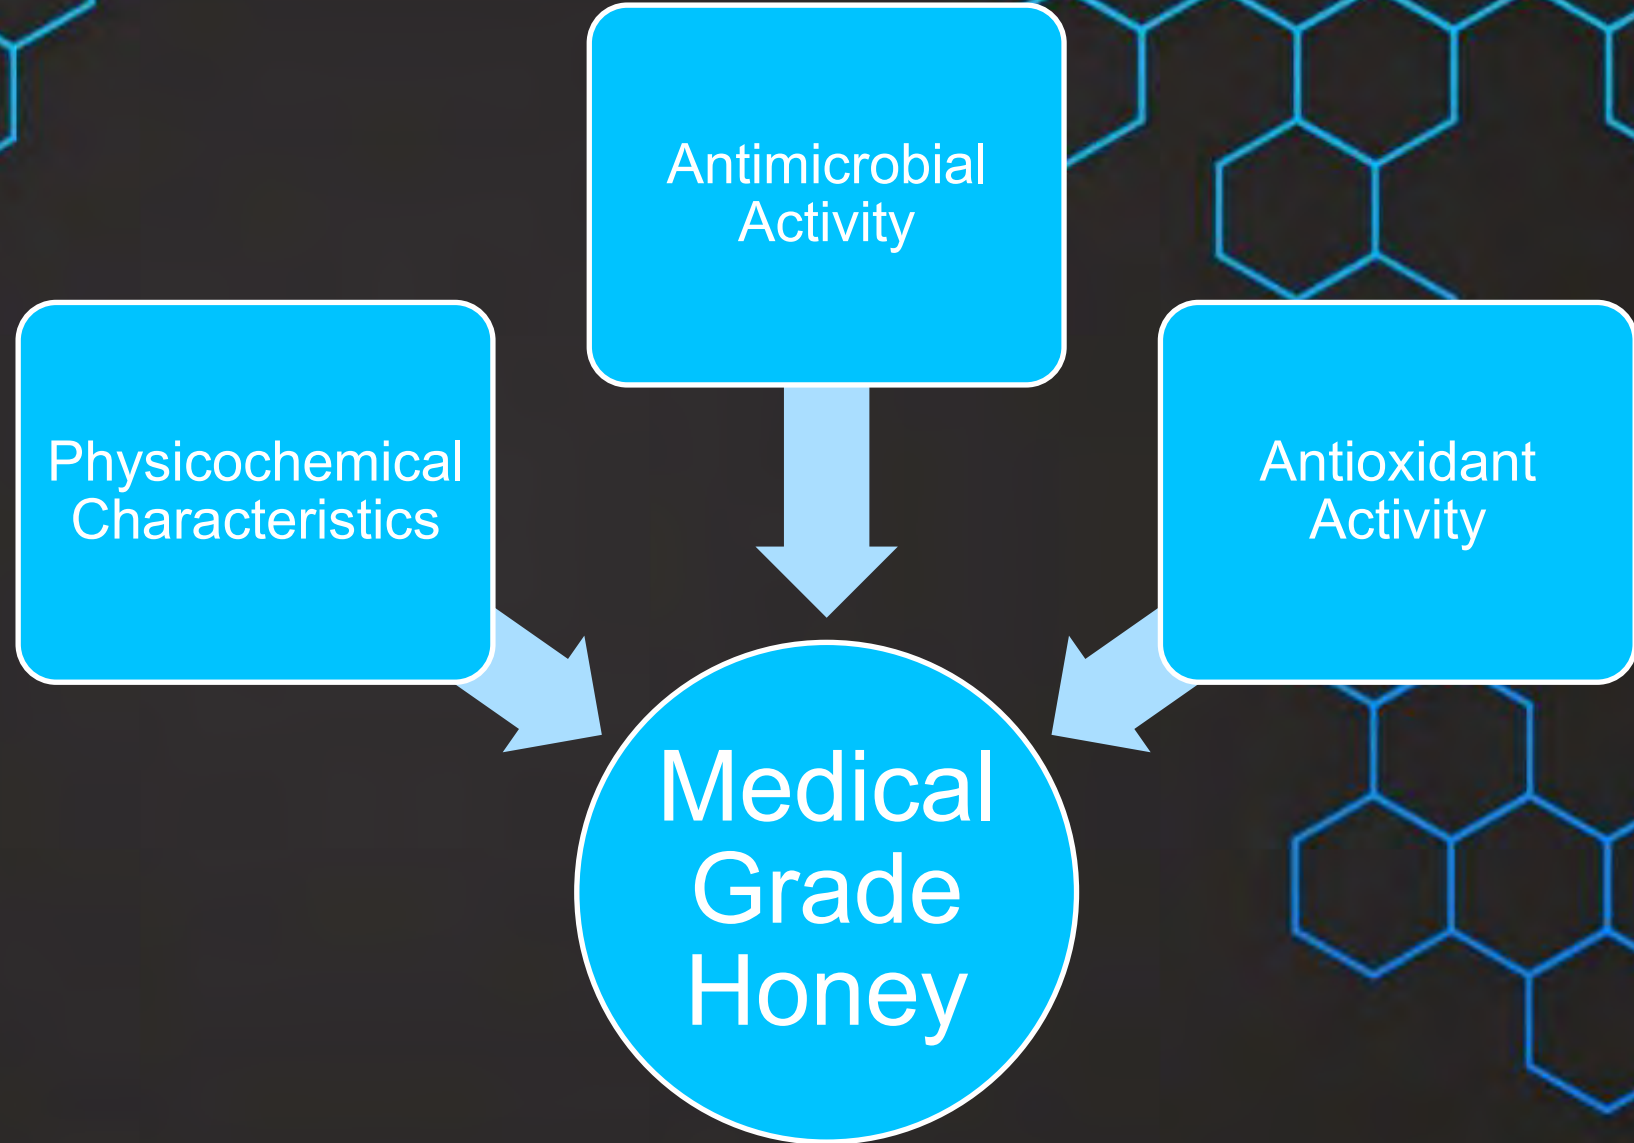 Antimicrobial
Activity
Physicochemical
Characteristics
Antioxidant
Activity
Medical
Grade
Honey